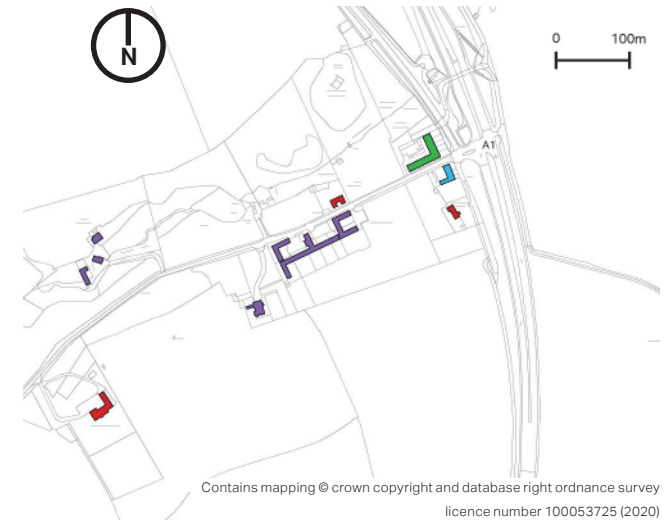 N
0 100m
A1
Contains mapping © crown copyright and database right ordnance survey
licence number 100053725 (2020)